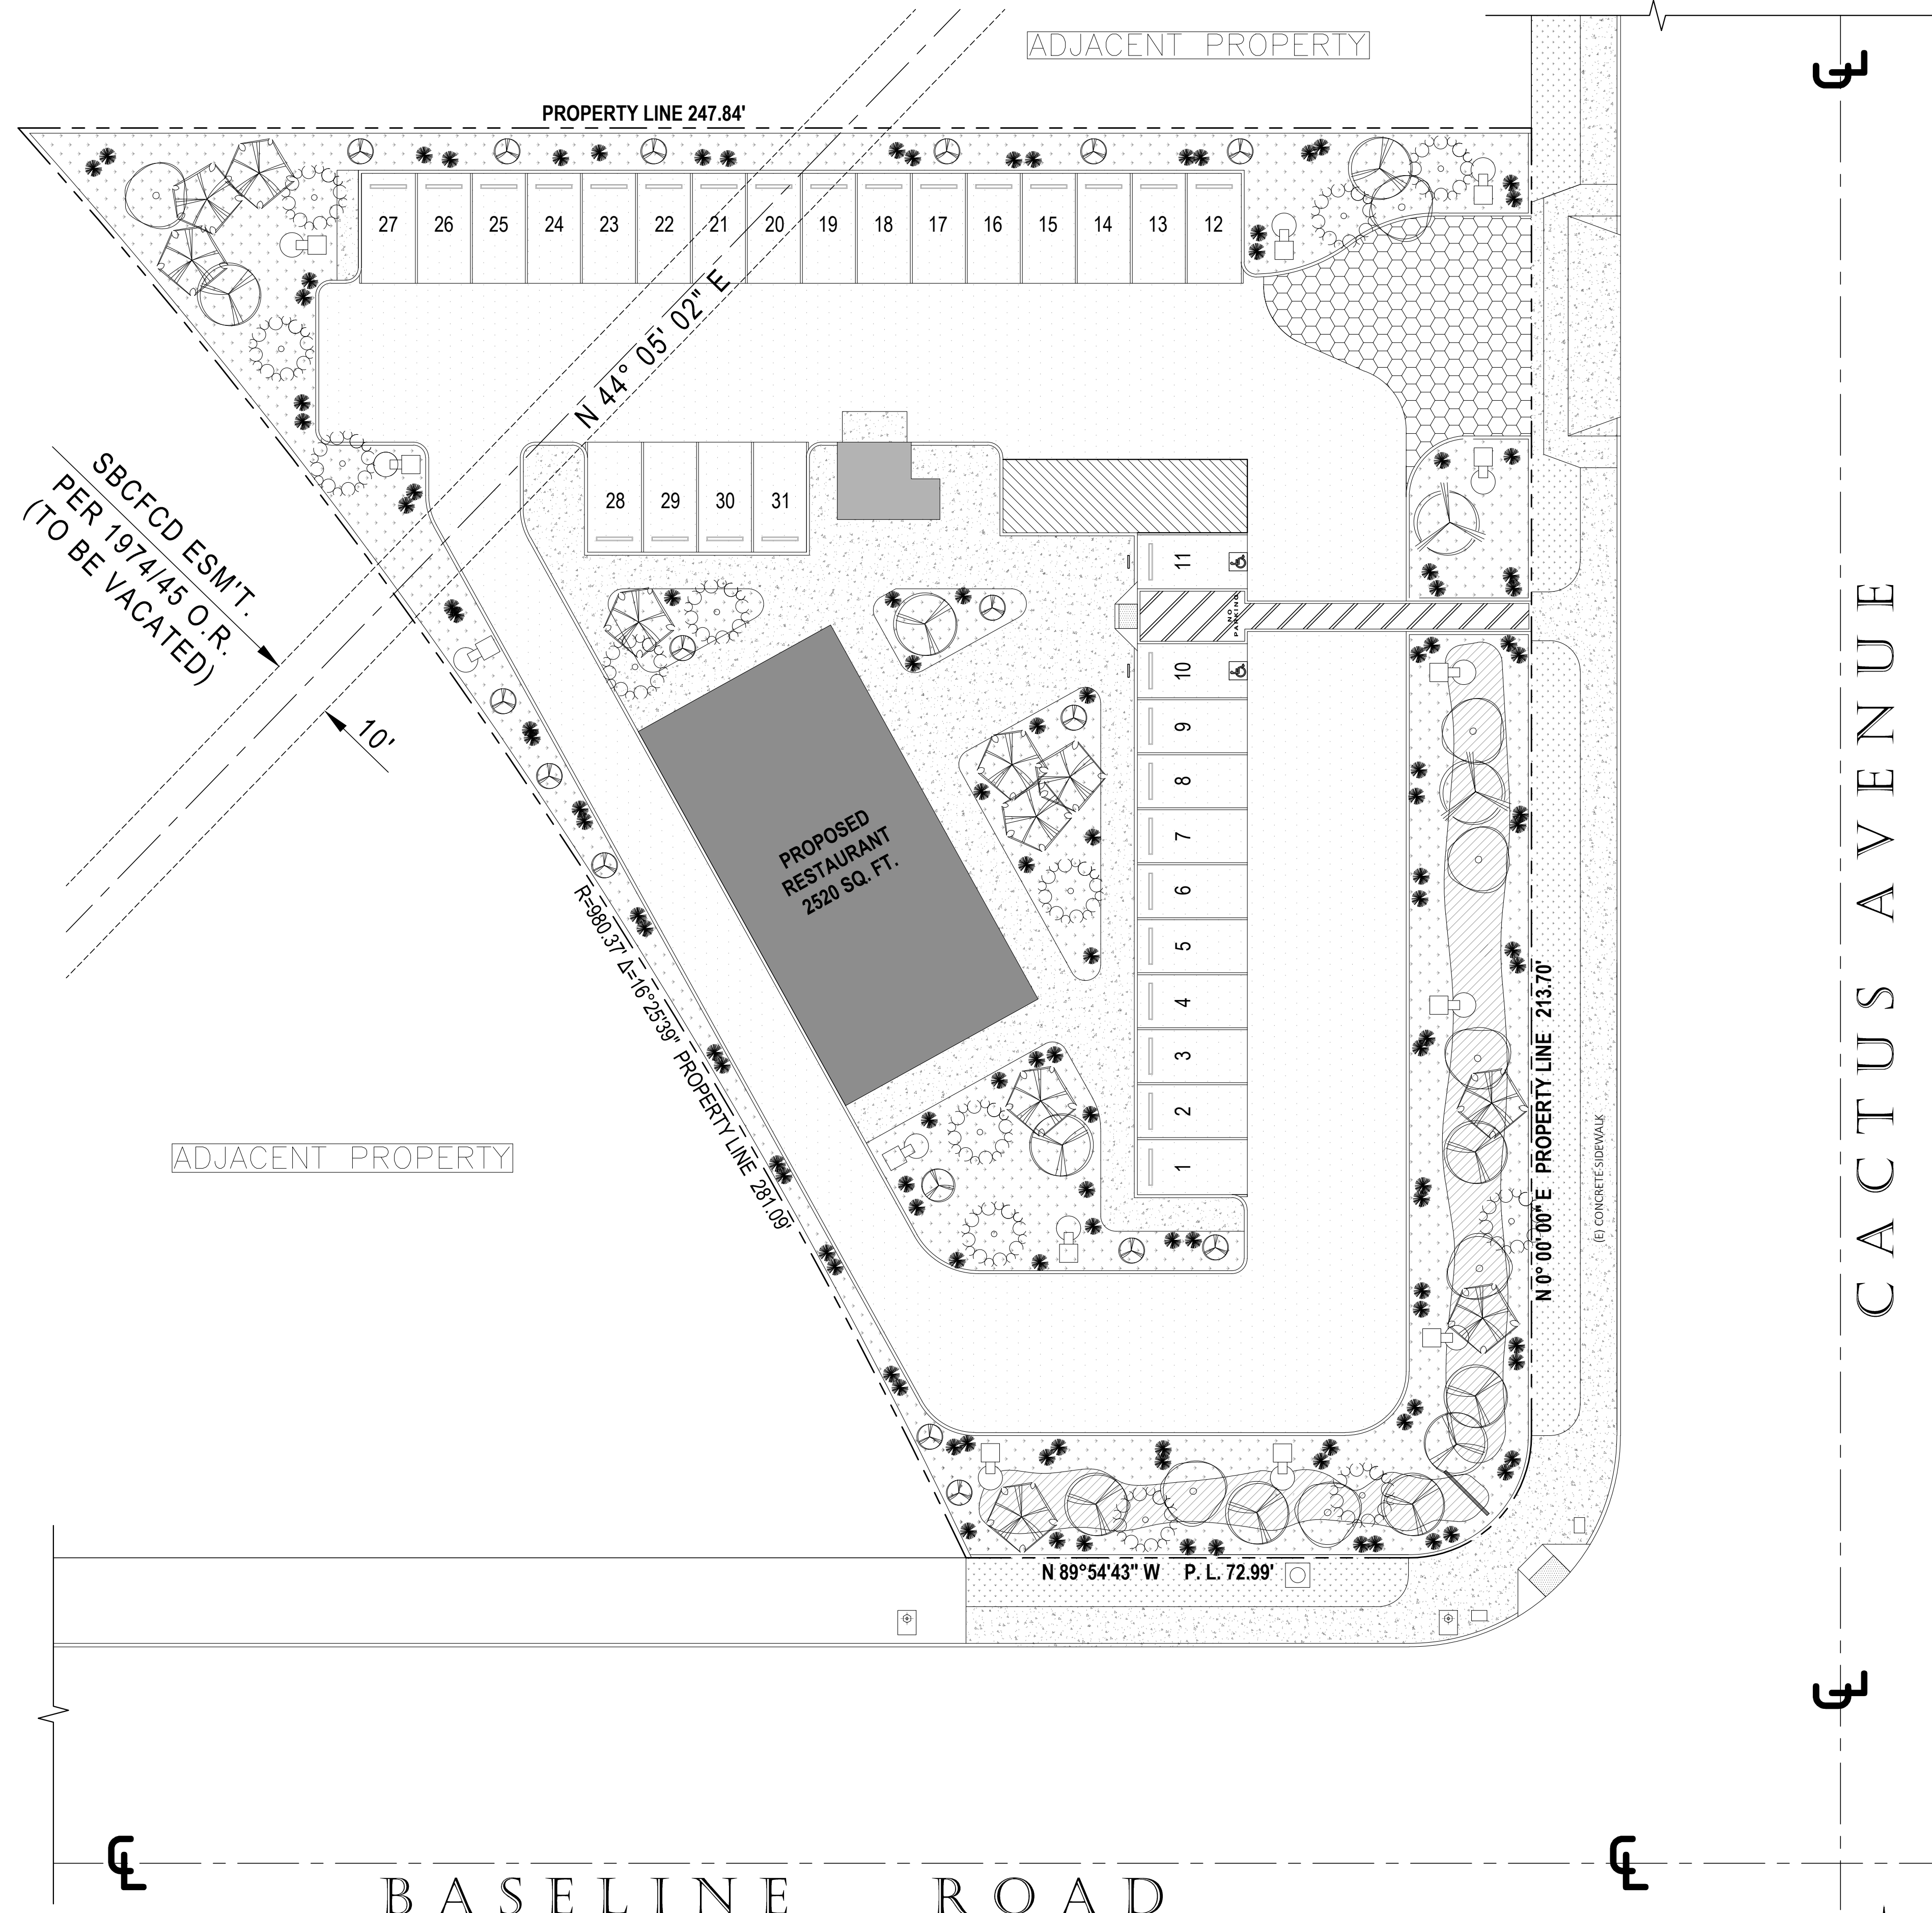 ADJACENT PROPERTY
PROPERTY LINE 247.84'
27 26 25 24 23 22 21 20 19 18 17 16 15 14 13 12
N 44° 05' 02" E
SBCFCD ESM'T.
PER 1974/45 O.R.
(TO BE VACATED)
10'
28 29 30 31
11
NO
PARKING
10
9
8
7
6
5
4
3
2
1
PROPOSED
RESTAURANT
2520 SQ. FT.
R=980.37' Δ=16°25'39" PROPERTY LINE 281.09'
ADJACENT PROPERTY
N 0° 00' 00" E PROPERTY LINE 213.70'
(E) CONCRETE SIDEWALK
CACTUS AVENUE
N 89°54'43" W P. L. 72.99'
CL
CL
CL
CL
BASELINE ROAD